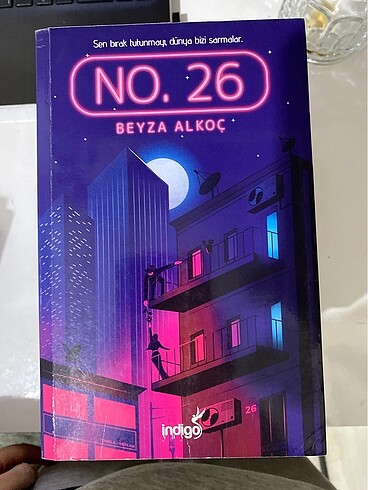 Sen bırak tutunmayı, dünya bizi sarmalar.
NO. 26
BEYZA ALKOÇ
26
indigo